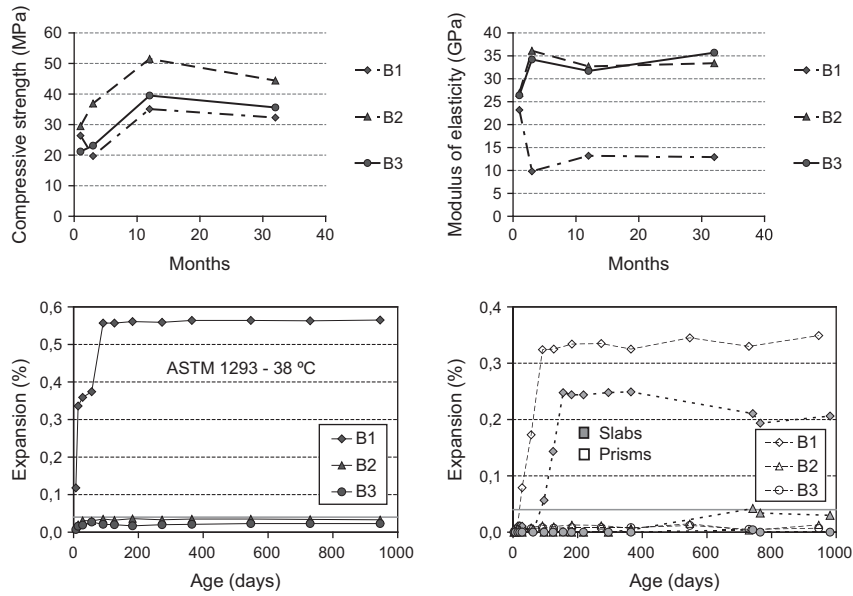 Compressive strength (MPa)
60
50
40
30
20
10
0
0 10 20 30 40
Months
B1
B2
B3
Modulus of elasticity (GPa)
40
35
30
25
20
15
10
5
0
0 10 20 30 40
Months
B1
B2
B3
Expansion (%)
0,6
0,5
0,4
0,3
0,2
0,1
0,0
0 200 400 600 800 1000
Age (days)
ASTM 1293 - 38 ºC
B1
B2
B3
Expansion (%)
0,4
0,3
0,2
0,1
0,0
0 200 400 600 800 1000
Age (days)
Slabs
Prisms
B1
B2
B3